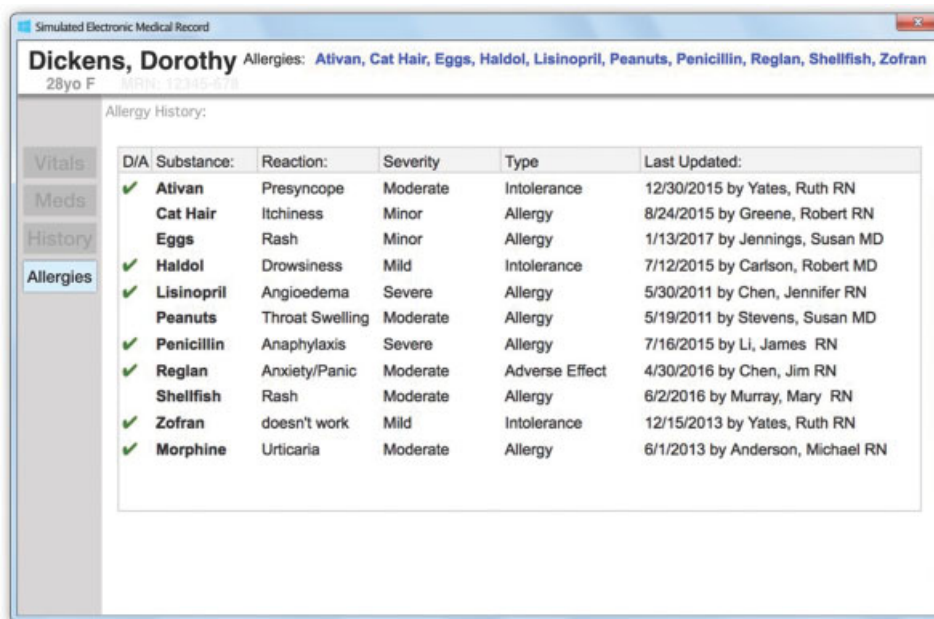 Simulated Electronic Medical Record
Dickens, Dorothy Allergies: Ativan, Cat Hair, Eggs, Haldol, Lisinopril, Peanuts, Penicillin, Reglan, Shellfish, Zofran
28yo F MRN: 12345-678
Allergy History:
Vitals
Meds
History
Allergies
D/A Substance: Reaction: Severity Type Last Updated:
✔ Ativan Presyncope Moderate Intolerance 12/30/2015 by Yates, Ruth RN
Cat Hair Itchiness Minor Allergy 8/24/2015 by Greene, Robert RN
Eggs Rash Minor Allergy 1/13/2017 by Jennings, Susan MD
✔ Haldol Drowsiness Mild Intolerance 7/12/2015 by Carlson, Robert MD
✔ Lisinopril Angioedema Severe Allergy 5/30/2011 by Chen, Jennifer RN
Peanuts Throat Swelling Moderate Allergy 5/19/2011 by Stevens, Susan MD
✔ Penicillin Anaphylaxis Severe Allergy 7/16/2015 by Li, James RN
✔ Reglan Anxiety/Panic Moderate Adverse Effect 4/30/2016 by Chen, Jim RN
Shellfish Rash Moderate Allergy 6/2/2016 by Murray, Mary RN
✔ Zofran doesn't work Mild Intolerance 12/15/2013 by Yates, Ruth RN
✔ Morphine Urticaria Moderate Allergy 6/1/2013 by Anderson, Michael RN